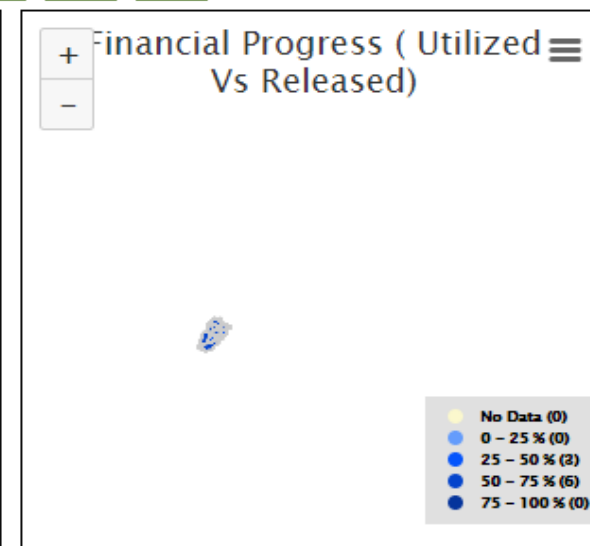 +
−
Financial Progress ( Utilized
Vs Released)
No Data (0)
0 – 25 % (0)
25 – 50 % (3)
50 – 75 % (6)
75 – 100 % (0)